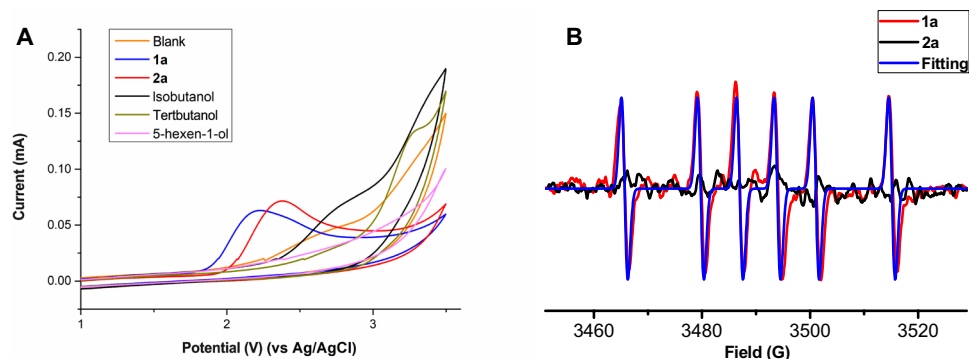 A
Blank
1a
2a
Isobutanol
Tertbutanol
5-hexen-1-ol
0.20
0.15
0.10
0.05
0.00
Current (mA)
1
2
3
Potential (V) (vs Ag/AgCl)
B
1a
2a
Fitting
3460
3480
3500
3520
Field (G)